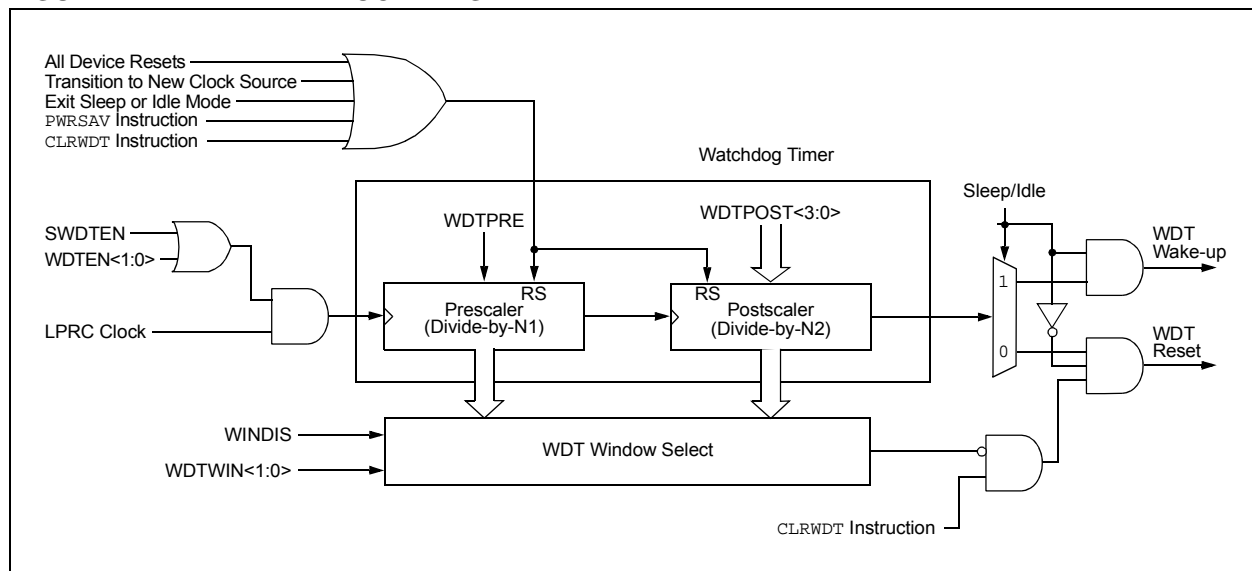 All Device Resets
Transition to New Clock Source
Exit Sleep or Idle Mode
PWRSAV Instruction
CLRWDT Instruction
Watchdog Timer
Sleep/Idle
WDTPRE
WDTPOST<3:0>
SWDTEN
WDTEN<1:0>
WDT
Wake-up
RS
RS
1
Prescaler
(Divide-by-N1)
Postscaler
(Divide-by-N2)
LPRC Clock
0
WDT
Reset
WINDIS
WDT Window Select
WDTWIN<1:0>
CLRWDT Instruction